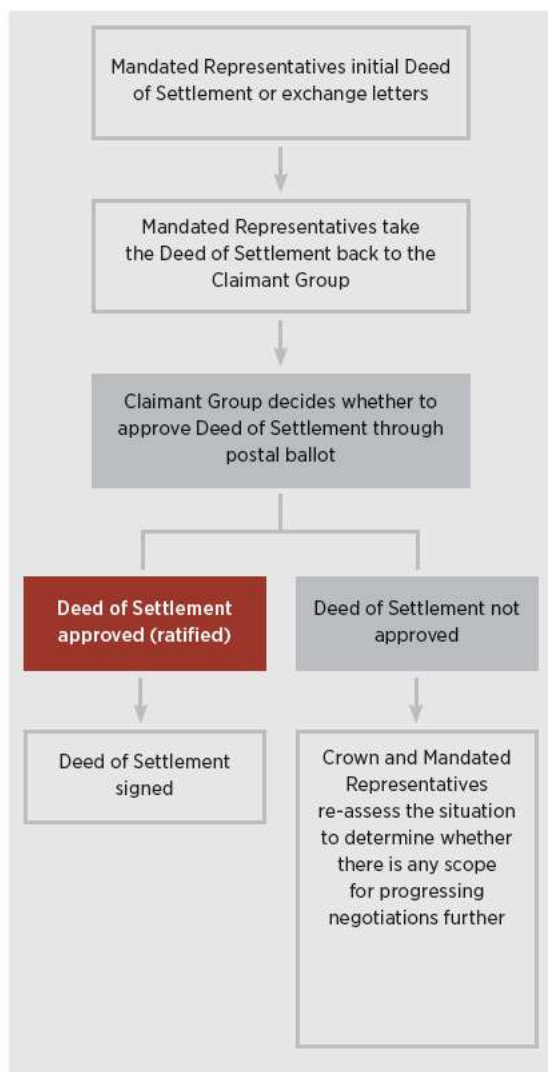 Mandated Representatives initial Deed
of Settlement or exchange letters
Mandated Representatives take
the Deed of Settlement back to the
Claimant Group
Claimant Group decides whether to
approve Deed of Settlement through
postal ballot
Deed of Settlement
approved (ratified)
Deed of Settlement not
approved
Deed of Settlement
signed
Crown and Mandated
Representatives
re-assess the situation
to determine whether
there is any scope
for progressing
negotiations further